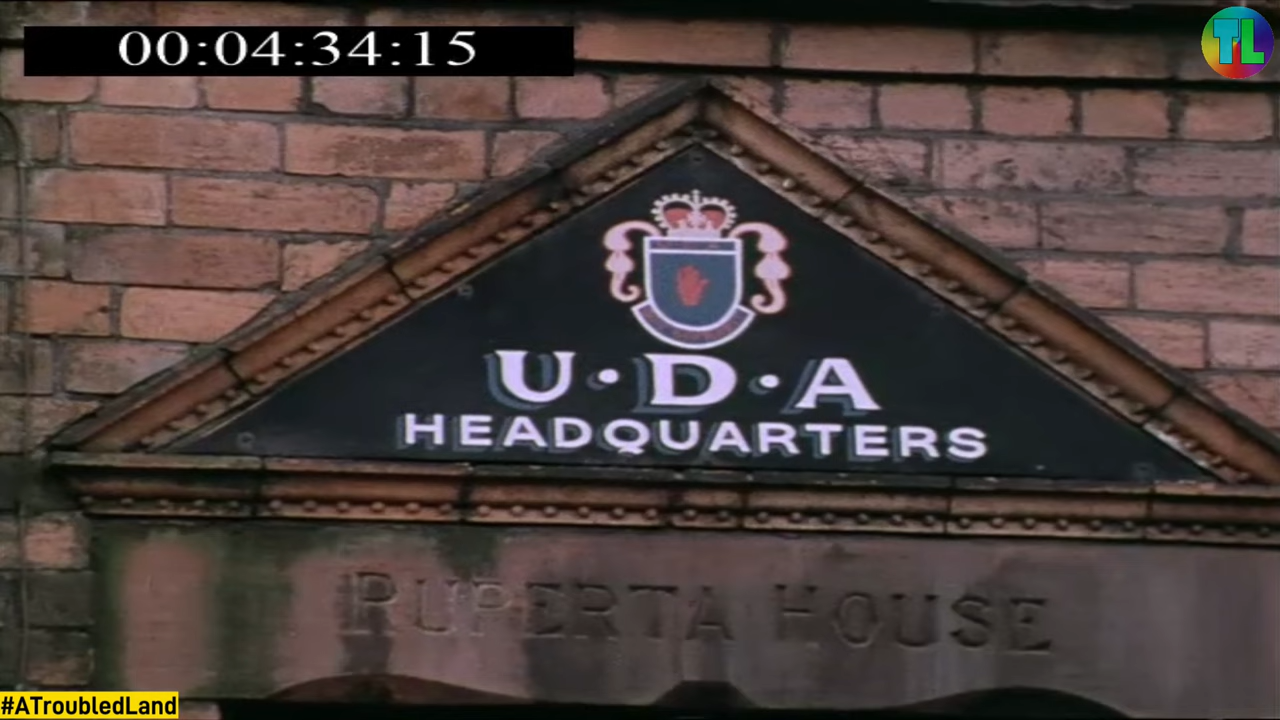 00:04:34:15
TL
U·D·A
HEADQUARTERS
RUPERTA HOUSE
#ATroubledLand